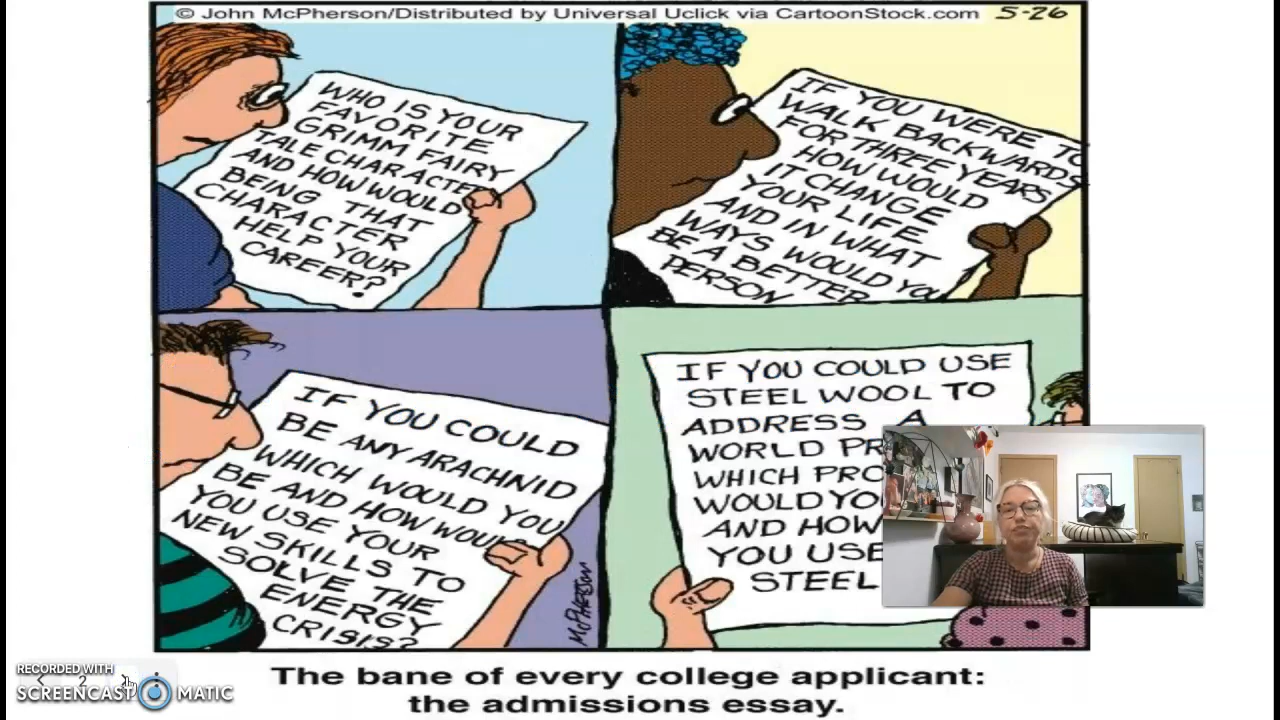 © John McPherson/Distributed by Universal Uclick via CartoonStock.com 5-26
WHO IS YOUR
FAVORITE
GRIMM FAIRY
TALE CHARACTER
AND HOW WOULD
BEING THAT
CHARACTER
HELP YOUR
CAREER?
IF YOU WERE TO
WALK BACKWARDS
FOR THREE YEARS
HOW WOULD
IT CHANGE
YOUR LIFE
AND IN WHAT
WAYS WOULD YOU
BE A BETTER
PERSON
IF YOU COULD
BE ANY ARACHNID
WHICH WOULD YOU
BE AND HOW WOULD
YOU USE YOUR
NEW SKILLS TO
SOLVE THE
ENERGY
CRISIS?
McPHERSON
IF YOU COULD USE
STEEL WOOL TO
ADDRESS A
WORLD
WHICH
WOULD
AND HOW
YOU USE
STEEL
The bane of every college applicant:
the admissions essay.
RECORDED WITH
SCREENCAST MATIC
2